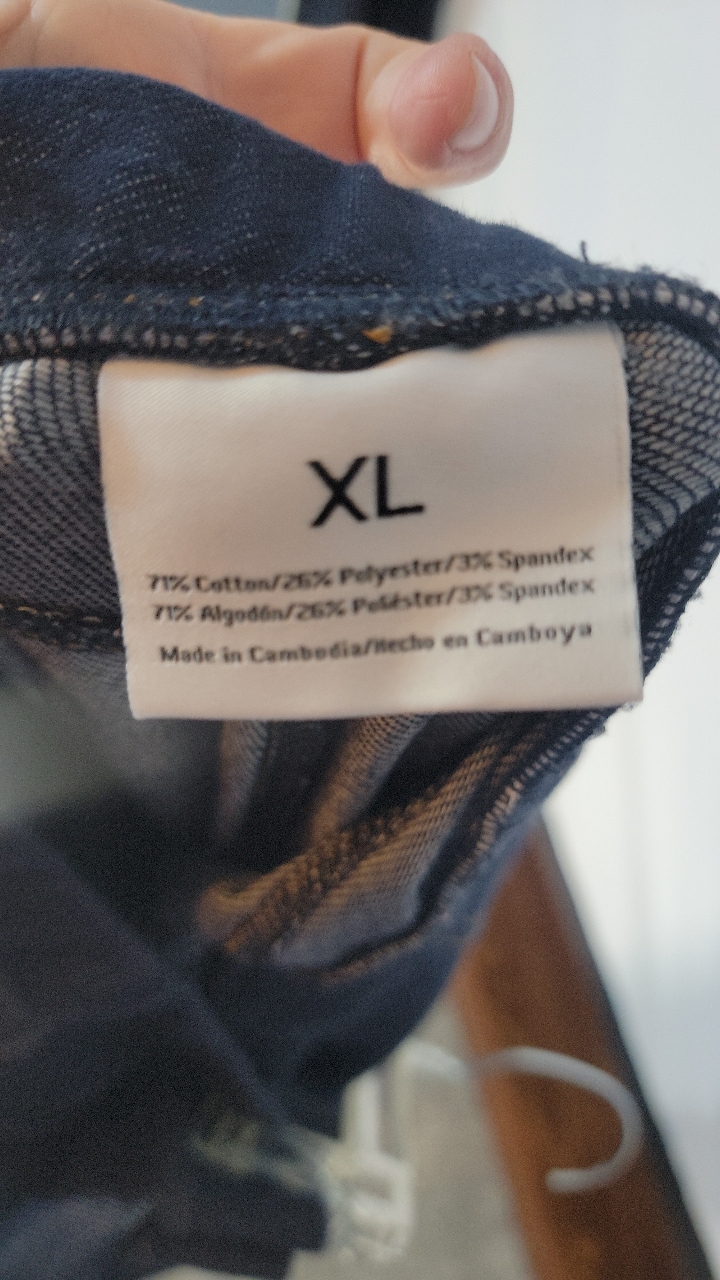 XL
71% Cotton/26% Polyester/3% Spandex
71% Algodón/26% Poliéster/3% Spandex
Made in Cambodia/Hecho en Camboya